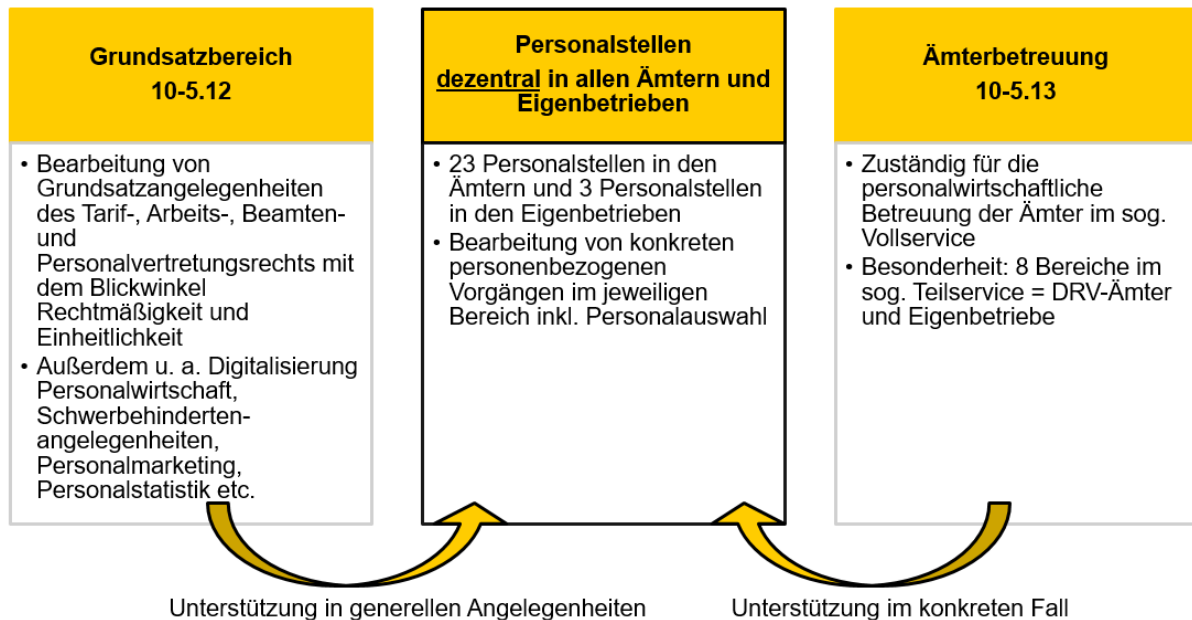 Grundsatzbereich
10-5.12
• Bearbeitung von
Grundsatzangelegenheiten
des Tarif-, Arbeits-, Beamten-
und
Personalvertretungsrechts mit
dem Blickwinkel
Rechtmäßigkeit und
Einheitlichkeit
• Außerdem u. a. Digitalisierung
Personalwirtschaft,
Schwerbehinderten-
angelegenheiten,
Personalmarketing,
Personalstatistik etc.
Personalstellen
dezentral in allen Ämtern und
Eigenbetrieben
• 23 Personalstellen in den
Ämtern und 3 Personalstellen
in den Eigenbetrieben
• Bearbeitung von konkreten
personenbezogenen
Vorgängen im jeweiligen
Bereich inkl. Personalauswahl
Ämterbetreuung
10-5.13
• Zuständig für die
personalwirtschaftliche
Betreuung der Ämter im sog.
Vollservice
• Besonderheit: 8 Bereiche im
sog. Teilservice = DRV-Ämter
und Eigenbetriebe
Unterstützung in generellen Angelegenheiten
Unterstützung im konkreten Fall